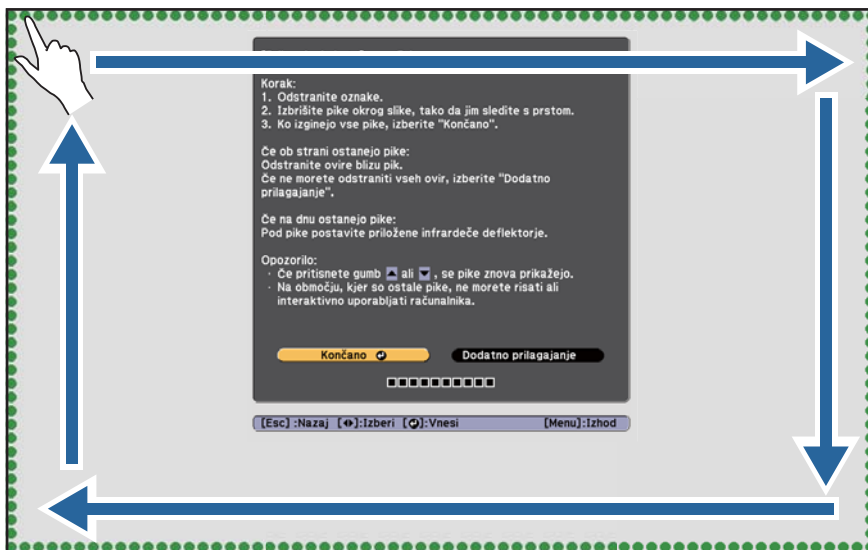 Korak:
1. Odstranite oznake.
2. Izbrišite pike okrog slike, tako da jim sledite s prstom.
3. Ko izginejo vse pike, izberite "Končano".
Če ob strani ostanejo pike:
Odstranite ovire blizu pik.
Če ne morete odstraniti vseh ovir, izberite "Dodatno
prilagajanje".
Če na dnu ostanejo pike:
Pod pike postavite priložene infrardeče deflektorje.
Opozorilo:
· Če pritisnete gumb ▲ ali ▼ , se pike znova prikažejo.
· Na območju, kjer so ostale pike, ne morete risati ali
interaktivno uporabljati računalnika.
Končano Dodatno prilagajanje
[Esc] :Nazaj [◆]:Izberi [⏎]:Vnesi [Menu]:Izhod